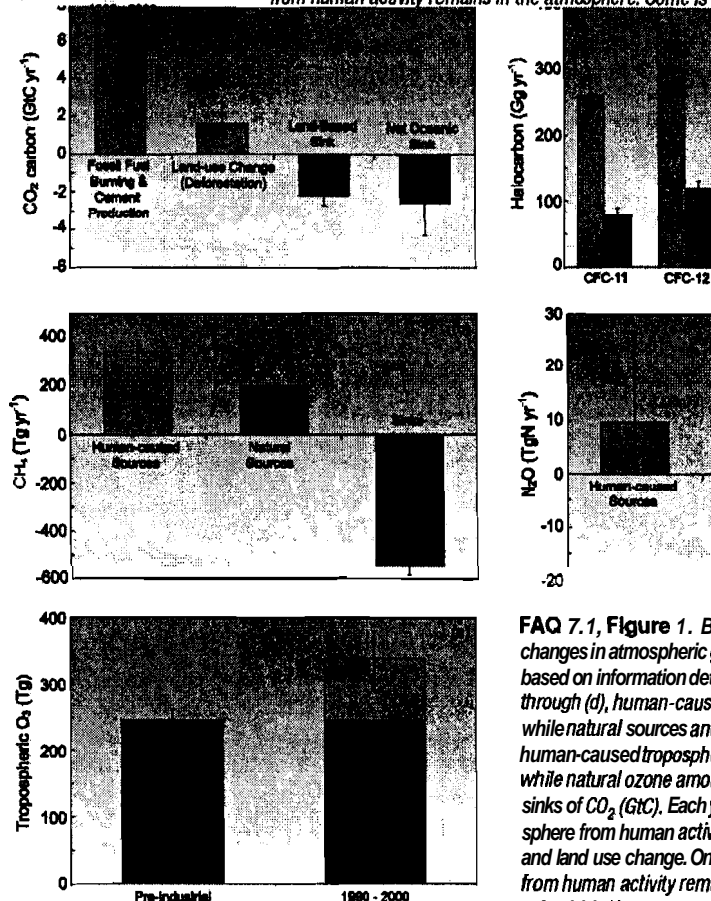 from human activity remains in the atmosphere. Some is
CO₂ carbon (GtC yr⁻¹)
8
6
4
2
0
-2
-4
-6
Fossil Fuel
Burning &
Cement
Production
Land-use Change
(Deforestation)
Land-Based
Sink
Net Oceanic
Sink
Halocarbon (Gg yr⁻¹)
300
200
100
0
CFC-11
CFC-12
CH₄ (Tg yr⁻¹)
400
200
0
-200
-400
-600
Human-caused
Sources
Natural
Sources
N₂O (TgN yr⁻¹)
30
20
10
0
-10
-20
Human-caused
Sources
Tropospheric O₃ (Tg)
400
300
200
100
0
Pre-industrial
1990 - 2000
FAQ 7.1, Figure 1. B
changes in atmospheric g
based on information det
through (d), human-caus
while natural sources an
human-caused troposph
while natural ozone amou
sinks of CO₂ (GtC). Each y
sphere from human activ
and land use change. On
from human activity rem